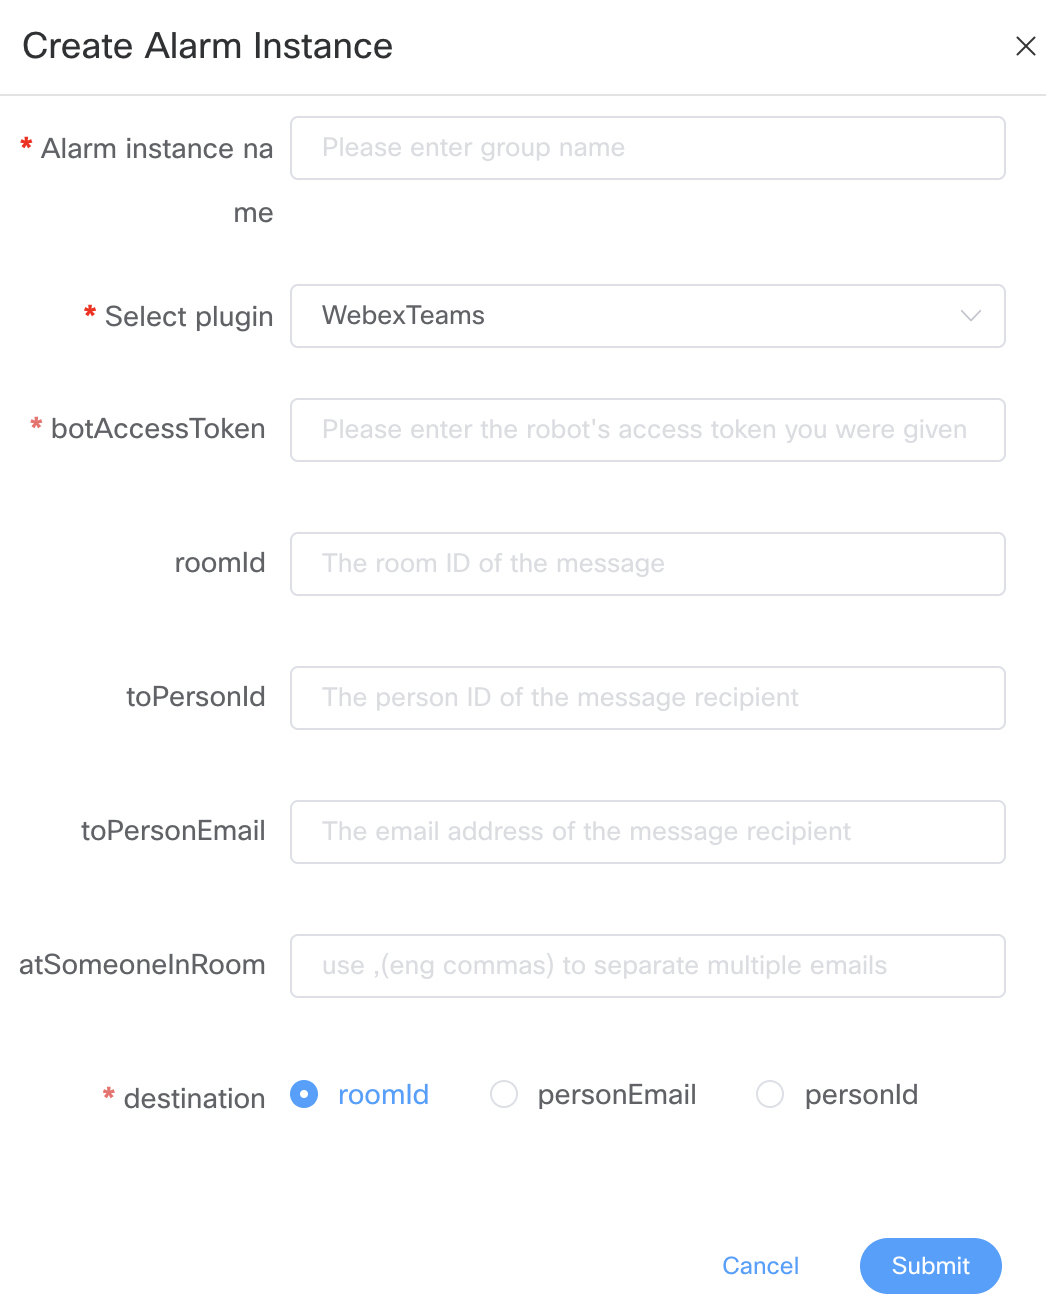 Create Alarm Instance
* Alarm instance na
me
Please enter group name
* Select plugin
WebexTeams
* botAccessToken
Please enter the robot's access token you were given
roomId
The room ID of the message
toPersonId
The person ID of the message recipient
toPersonEmail
The email address of the message recipient
atSomeoneInRoom
use ,(eng commas) to separate multiple emails
* destination
roomId
personEmail
personId
Cancel
Submit